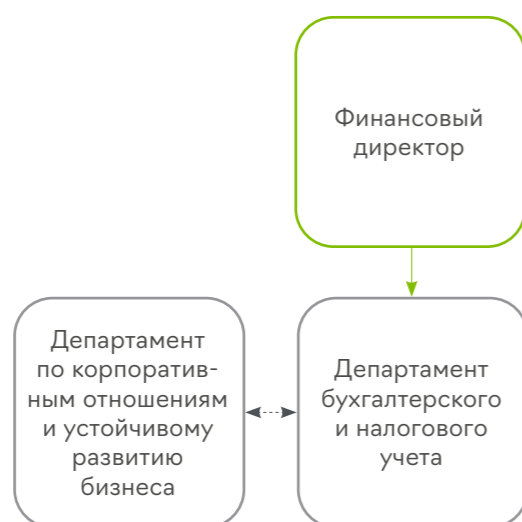 Финансовый
директор
Департамент
по корпоратив-
ным отношениям
и устойчивому
развитию
бизнеса
Департамент
бухгалтерского
и налогового
учета